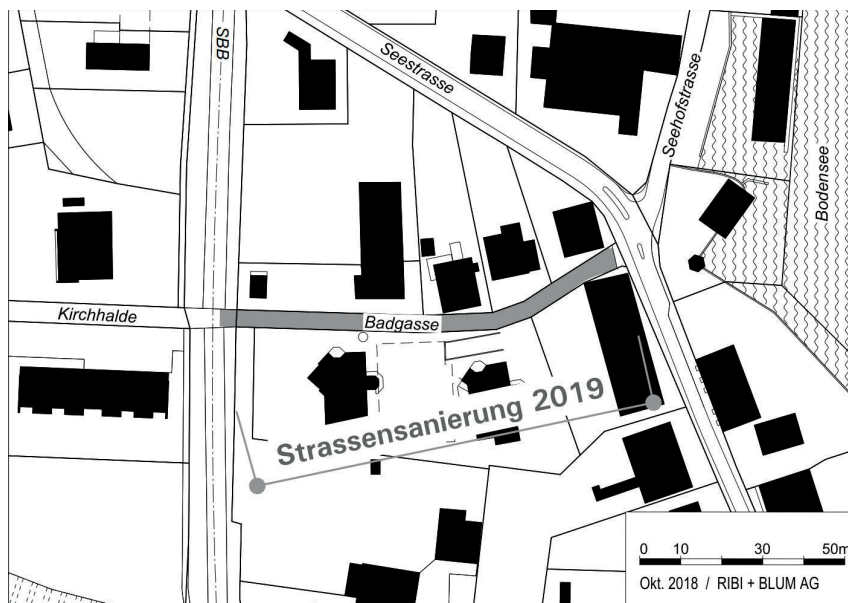 SBB
Seestrasse
Seehofstrasse
Bodensee
Kirchhalde
Badgasse
Strassensanierung 2019
0 10 30 50m
Okt. 2018 / RIBI + BLUM AG